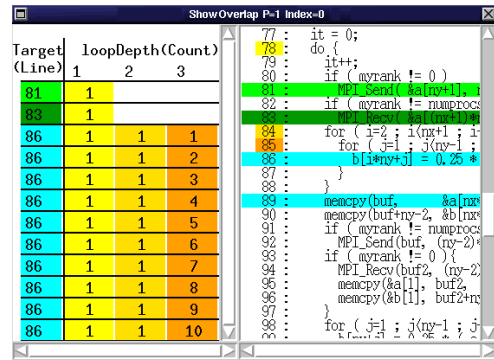 ShowOverlap P=1 Index=0
Target loopDepth(Count)
(Line) 1 2 3
81 1
83 1
86 1 1 1
86 1 1 2
86 1 1 3
86 1 1 4
86 1 1 5
86 1 1 6
86 1 1 7
86 1 1 8
86 1 1 9
86 1 1 10
77 : it = 0;
78 : do {
79 : it++;
80 : if ( myrank != 0 )
81 : MPI_Send( &a[ny+1],
82 : if ( myrank != numprocs
83 : MPI_Recv( &a[(nx+1)*
84 : for ( i=2 ; i<nx+1 ; i
85 : for ( j=1 ; j<ny-1 ;
86 : b[i*ny+j] = 0.25 *
87 : }
88 : }
89 : memcpy(buf, &a[nx*
90 : memcpy(buf+ny-2, &b[nx*
91 : if ( myrank != numprocs
92 : MPI_Send(buf, (ny-2)*
93 : if ( myrank != 0 ){
94 : MPI_Recv(buf2, (ny-2)
95 : memcpy(&a[1], buf2,
96 : memcpy(&b[1], buf2+ny
97 : }
98 : for ( j=1 ; j<ny-1 ; j